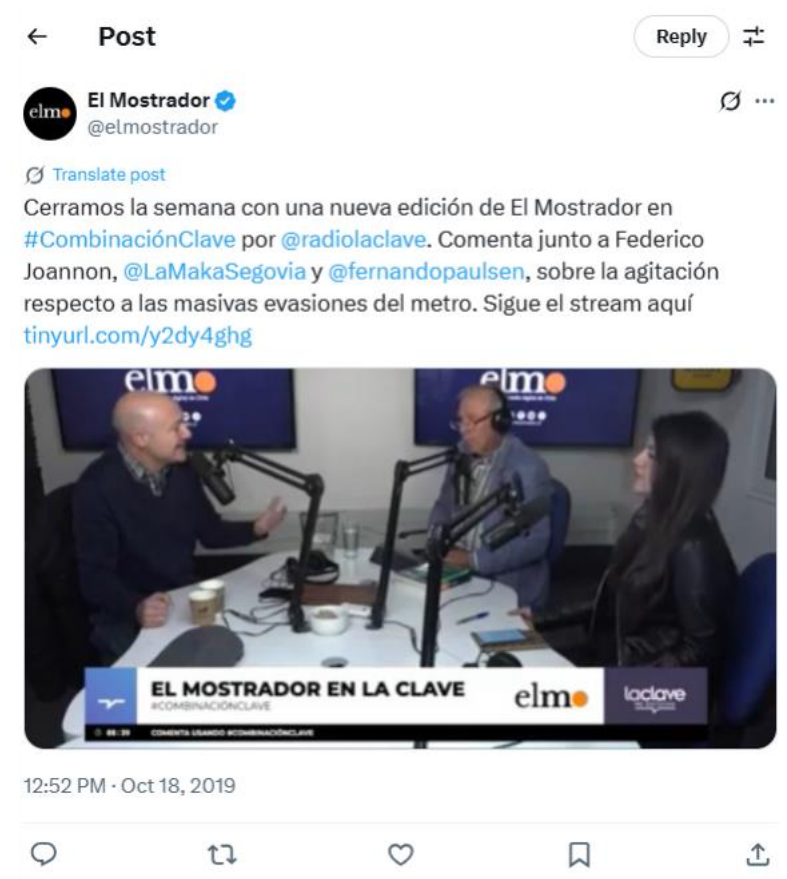 Post
Reply
elmo
El Mostrador
@elmostrador
Translate post
Cerramos la semana con una nueva edición de El Mostrador en
#CombinaciónClave por @radiolaclave. Comenta junto a Federico
Joannon, @LaMakaSegovia y @fernandopaulsen, sobre la agitación
respecto a las masivas evasiones del metro. Sigue el stream aquí
tinyurl.com/y2dy4ghg
elmo
elmo
EL MOSTRADOR EN LA CLAVE
#COMBINACIÓNCLAVE
elmo
laclave
COMENTA USANDO #COMBINACIÓNCLAVE
12:52 PM · Oct 18, 2019